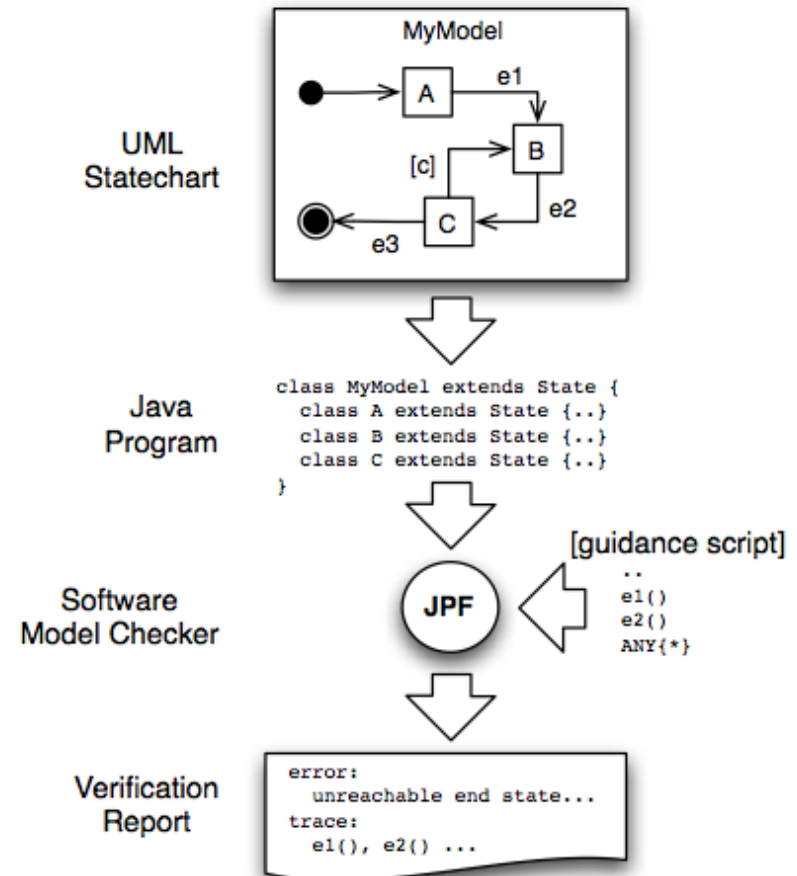 MyModel
A
e1
B
[c]
C
e2
e3
UML
Statechart
Java
Program
class MyModel extends State {
  class A extends State {..}
  class B extends State {..}
  class C extends State {..}
}
Software
Model Checker
JPF
[guidance script]
..
e1()
e2()
ANY{*}
Verification
Report
error:
  unreachable end state...
trace:
  e1(), e2() ...